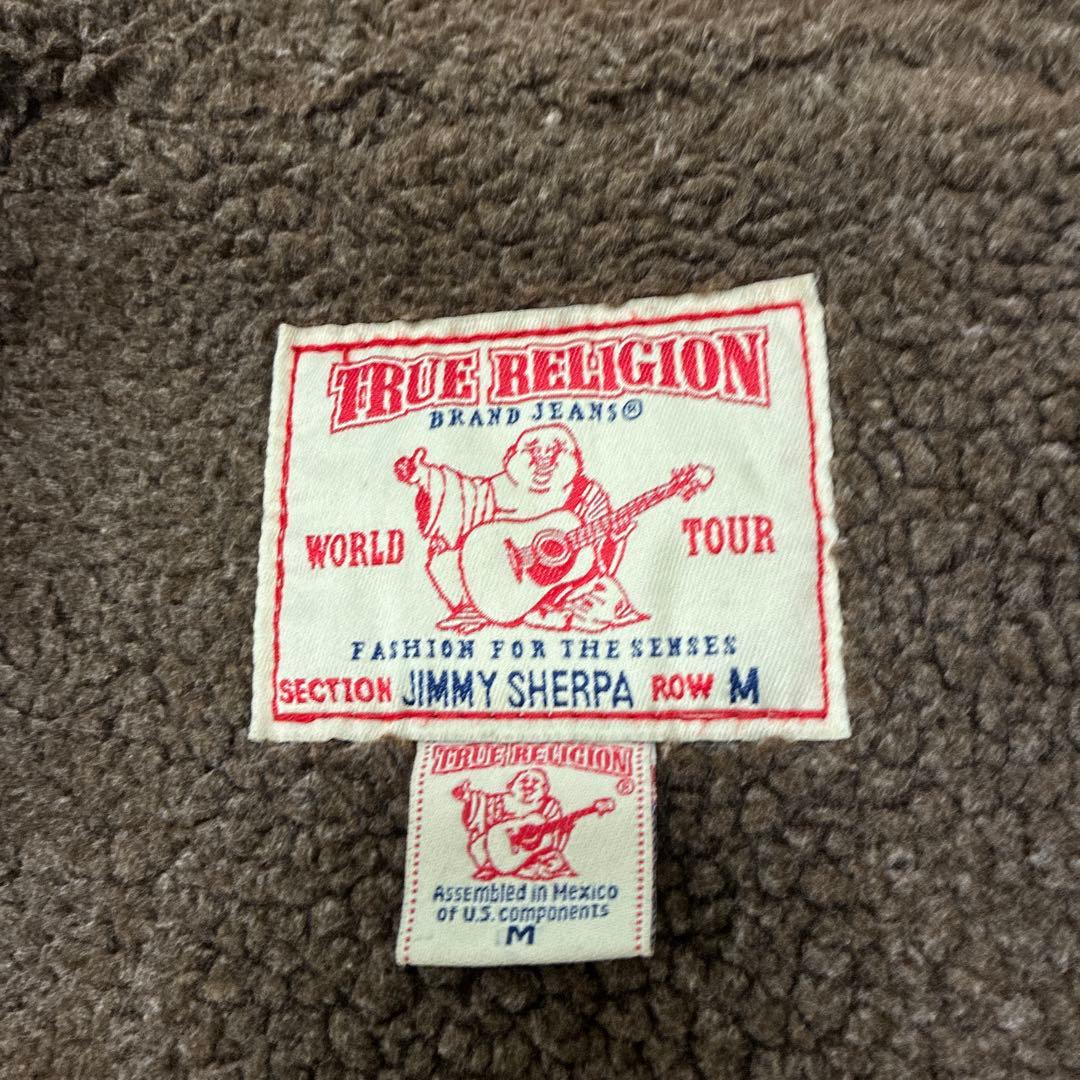 TRUE RELIGION
BRAND JEANS®
WORLD TOUR
FASHION FOR THE SENSES
SECTION JIMMY SHERPA ROW M
TRUE RELIGION
®
Assembled in Mexico
of U.S. components
M